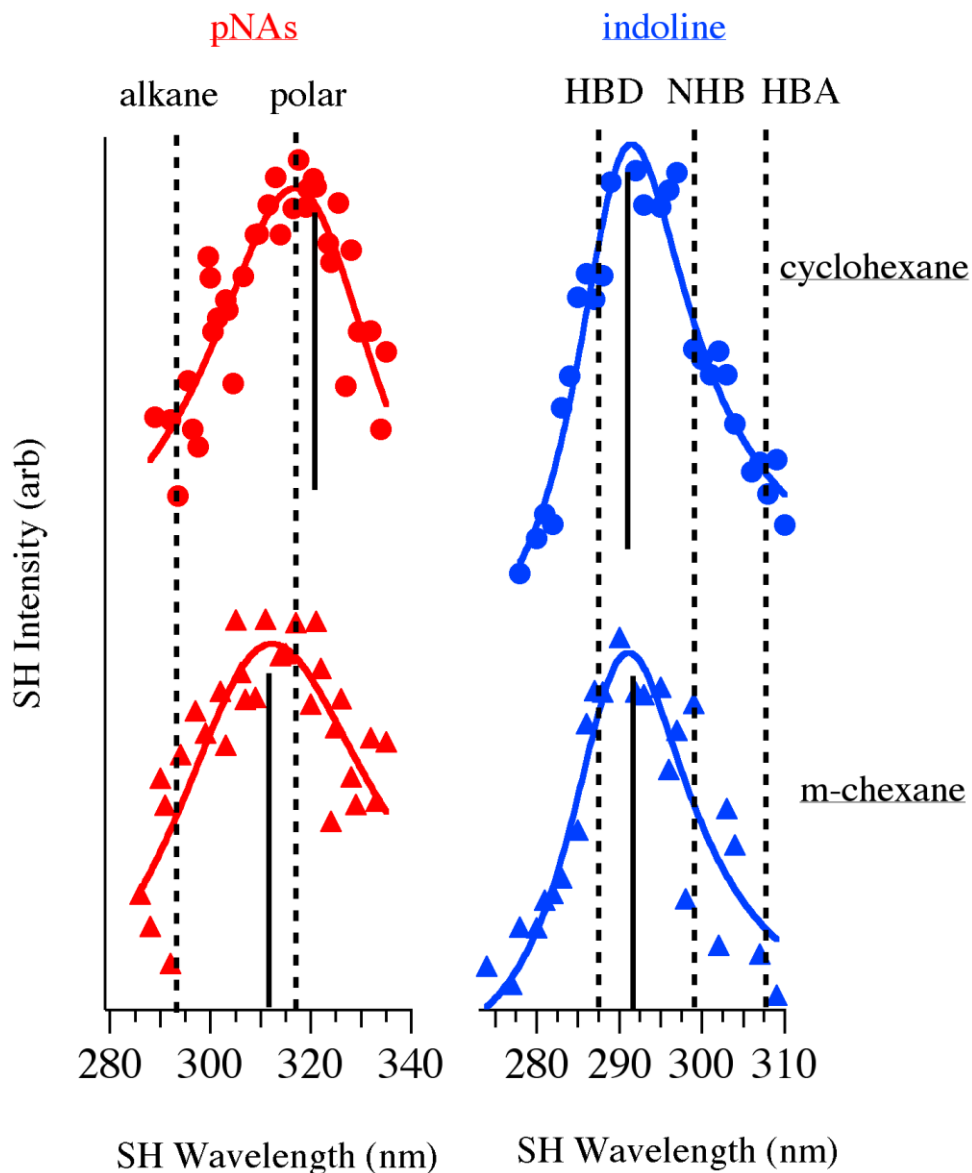 pNAs indoline
alkane polar HBD NHB HBA
cyclohexane
m-chexane
SH Intensity (arb)
280 300 320 340 280 290 300 310
SH Wavelength (nm) SH Wavelength (nm)